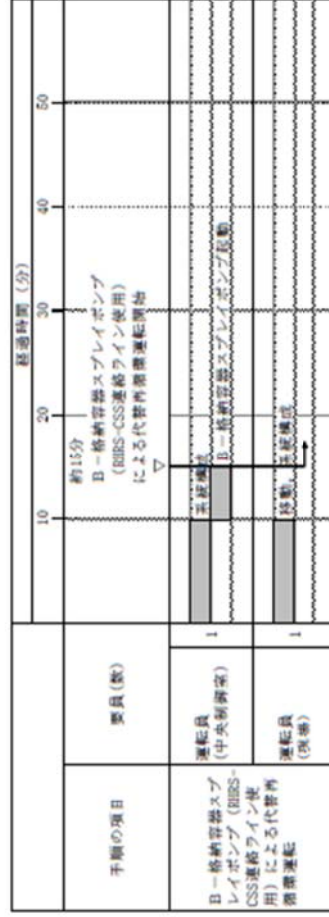 経過時間(分)
10
20
30
40
50
手順の項目
要員(数)
約15分
B－格納容器スプレイポンプ
(RHRS-CSS連絡ライン使用)
による代替再循環運転開始
▽
B－格納容器スプ
レイポンプ(RHRS-
CSS連絡ライン使
用)による代替再
循環運転
運転員
(中央制御室)
1
系統構成
B－格納容器スプレイポンプ起動
運転員
(現場)
1
移動、系統構成